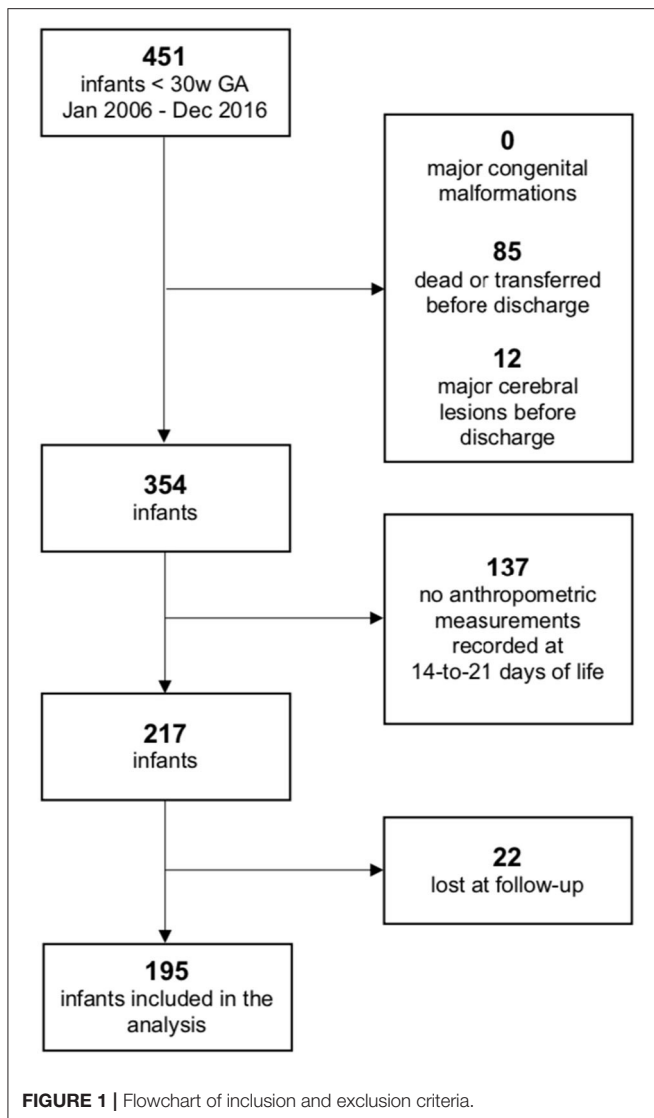 451
infants < 30w GA
Jan 2006 - Dec 2016
0
major congenital
malformations
85
dead or transferred
before discharge
12
major cerebral
lesions before
discharge
354
infants
137
no anthropometric
measurements
recorded at
14-to-21 days of life
217
infants
22
lost at follow-up
195
infants included in the
analysis
FIGURE 1 | Flowchart of inclusion and exclusion criteria.